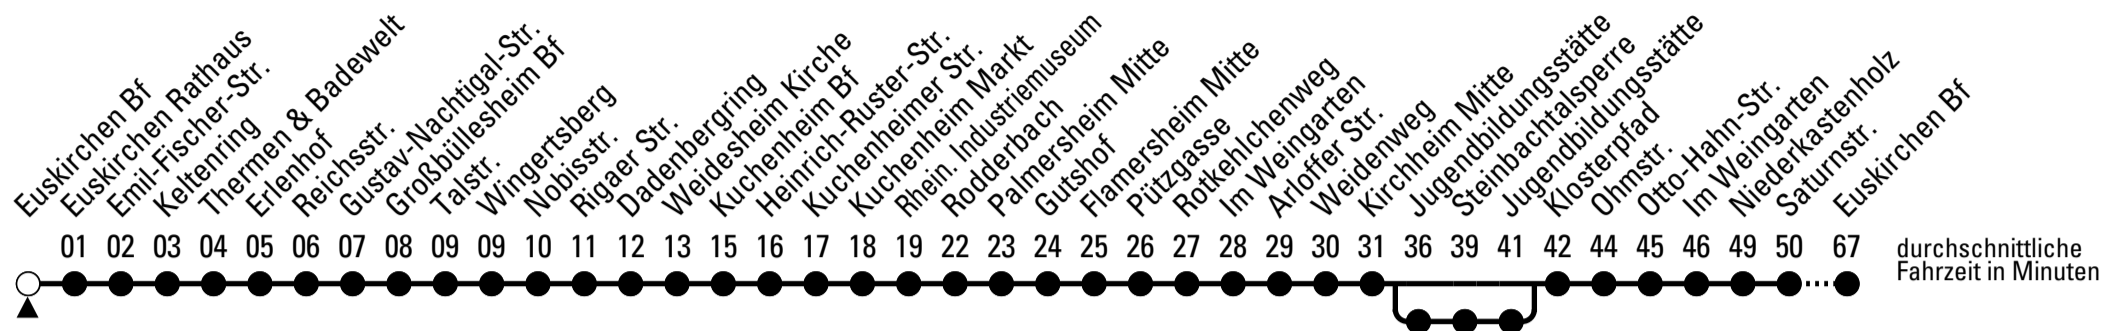 Euskirchen Bf
Euskirchen Rathaus
Emil-Fischer-Str.
Keltenring
Thermen & Badewelt
Erlenhof
Reichsstr.
Gustav-Nachtigal-Str.
Großbüllesheim Bf
Talstr.
Wingertsberg
Nobisstr.
Rigaer Str.
Dadenbergring
Weidesheim Kirche
Kuchenheim Bf
Heinrich-Ruster-Str.
Kuchenheimer Str.
Kuchenheim Markt
Rhein. Industriemuseum
Rodderbach
Palmersheim Mitte
Gutshof
Flamersheim Mitte
Pützgasse
Rotkehlchenweg
Im Weingarten
Arloffer Str.
Weidenweg
Kirchheim Mitte
Jugendbildungsstätte
Steinbachtalsperre
Jugendbildungsstätte
Klosterpfad
Ohmstr.
Otto-Hahn-Str.
Im Weingarten
Niederkastenholz
Saturnstr.
Euskirchen Bf
01 02 03 04 05 06 07 08 09 09 10 11 12 13 15 16 17 18 19 22 23 24 25 26 27 28 29 30 31 36 39 41 42 44 45 46 49 50 67
durchschnittliche
Fahrzeit in Minuten